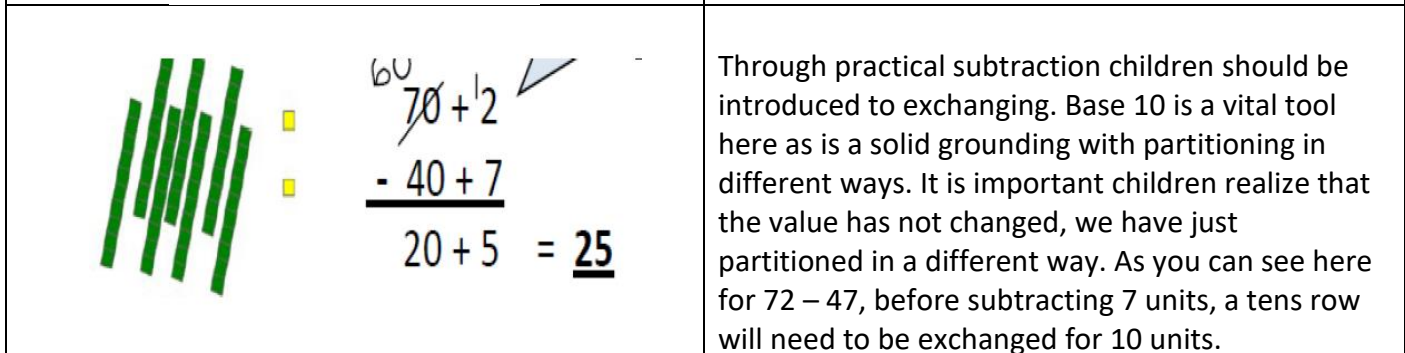 60
70 + 12
- 40 + 7
20 + 5 = 25
Through practical subtraction children should be
introduced to exchanging. Base 10 is a vital tool
here as is a solid grounding with partitioning in
different ways. It is important children realize that
the value has not changed, we have just
partitioned in a different way. As you can see here
for 72 – 47, before subtracting 7 units, a tens row
will need to be exchanged for 10 units.